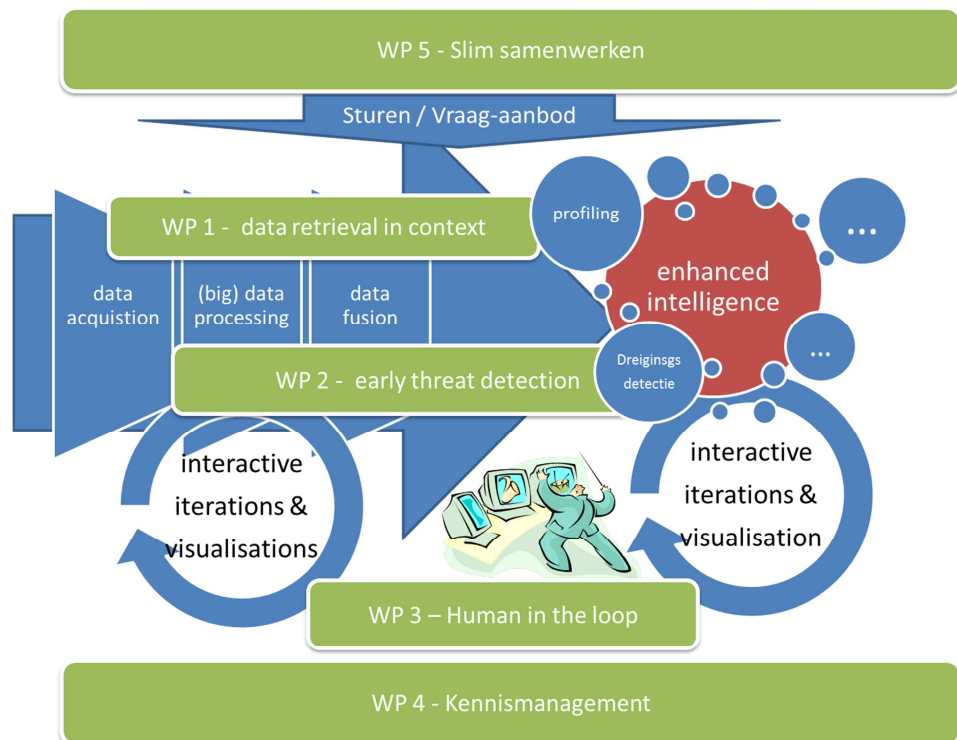 WP 5 - Slim samenwerken
Sturen / Vraag-aanbod
profiling
...
WP 1 - data retrieval in context
enhanced
intelligence
data
acquistion
(big) data
processing
data
fusion
...
WP 2 - early threat detection
Dreiginsgs
detectie
interactive
iterations &
visualisations
interactive
iterations &
visualisation
WP 3 – Human in the loop
WP 4 - Kennismanagement